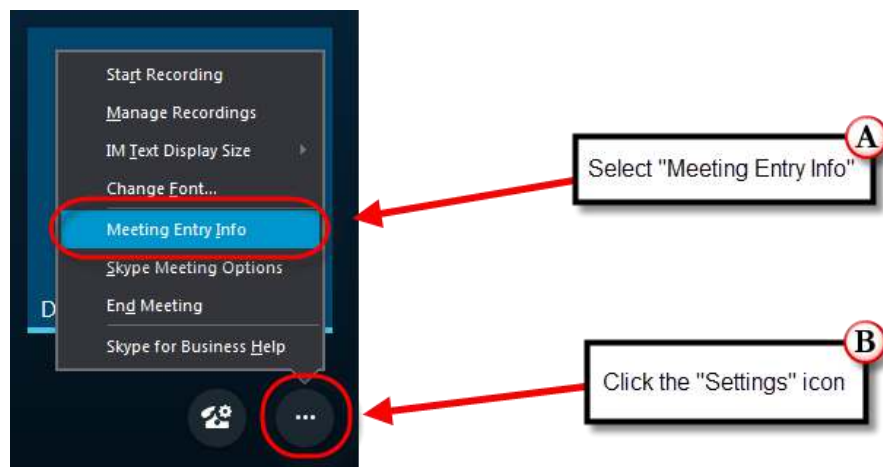 Start Recording
Manage Recordings
IM Text Display Size
Change Font...
Meeting Entry Info
Skype Meeting Options
End Meeting
D
Skype for Business Help
...
A
Select "Meeting Entry Info"
B
Click the "Settings" icon